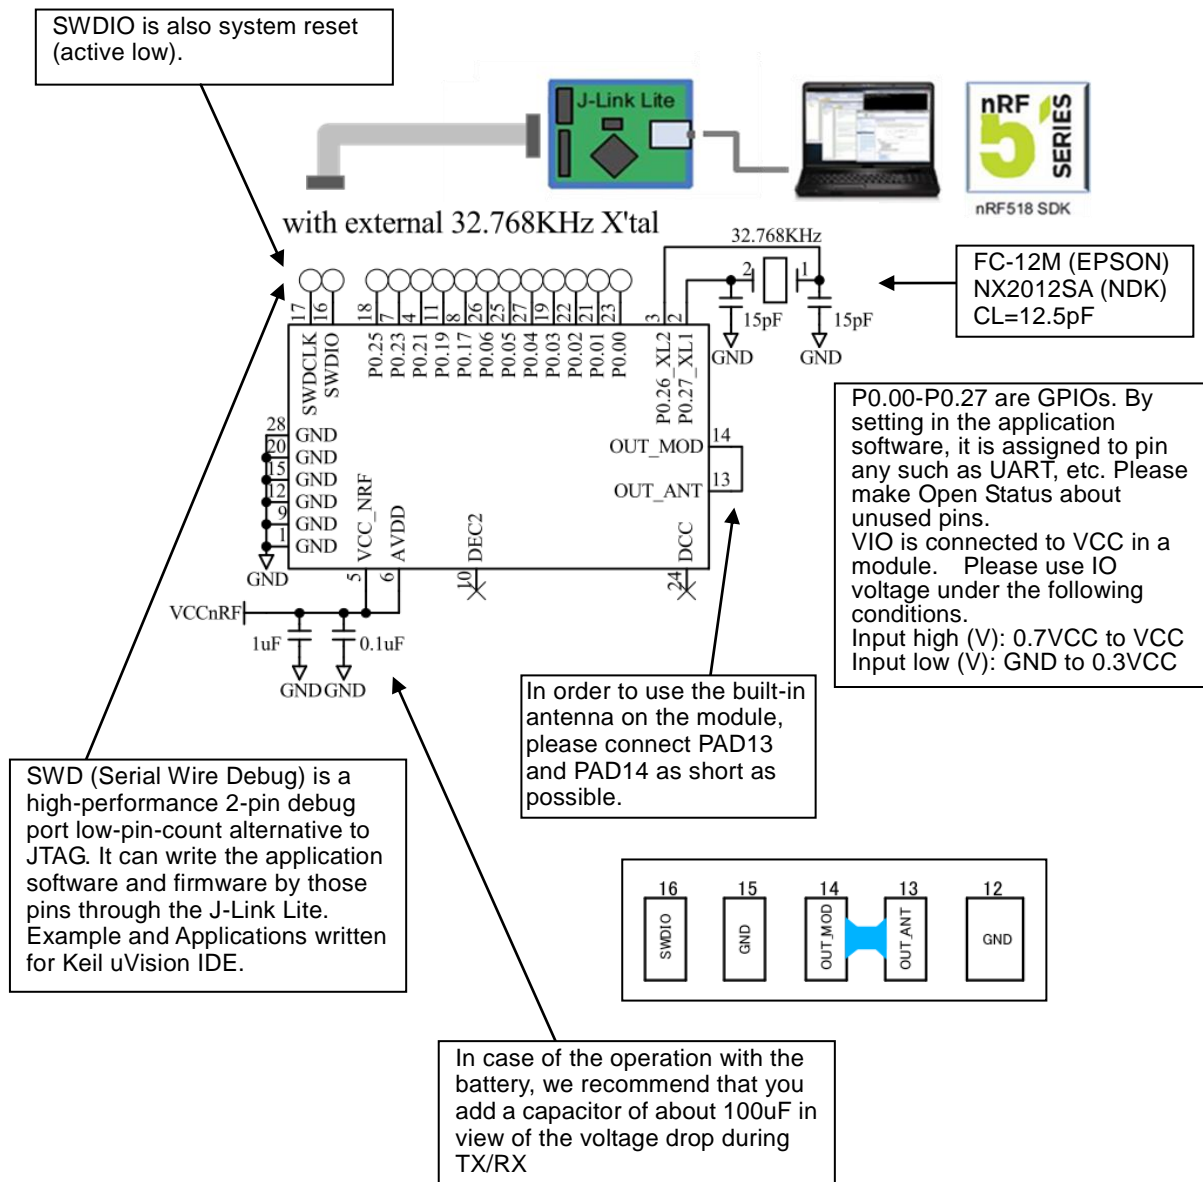 SWDIO is also system reset
(active low).
J-Link Lite
nRF
5
SERIES
nRF518 SDK
with external 32.768KHz X'tal
32.768KHz
2
1
15pF
15pF
GND
GND
FC-12M (EPSON)
NX2012SA (NDK)
CL=12.5pF
17
16
18
7
4
11
8
26
25
27
19
22
21
23
3
2
SWDCLK
SWDIO
P0.25
P0.23
P0.21
P0.19
P0.17
P0.06
P0.05
P0.04
P0.03
P0.02
P0.01
P0.00
P0.26_XL2
P0.27_XL1
28
GND
20
GND
15
GND
12
GND
9
GND
1
GND
GND
OUT_MOD
14
OUT_ANT
13
VCC_NRF
AVDD
DEC2
DCC
5
6
10
24
VCCnRF
1uF
0.1uF
GND
GND
P0.00-P0.27 are GPIOs. By
setting in the application
software, it is assigned to pin
any such as UART, etc. Please
make Open Status about
unused pins.
VIO is connected to VCC in a
module. Please use IO
voltage under the following
conditions.
Input high (V): 0.7VCC to VCC
Input low (V): GND to 0.3VCC
In order to use the built-in
antenna on the module,
please connect PAD13
and PAD14 as short as
possible.
SWD (Serial Wire Debug) is a
high-performance 2-pin debug
port low-pin-count alternative to
JTAG. It can write the application
software and firmware by those
pins through the J-Link Lite.
Example and Applications written
for Keil uVision IDE.
16
15
14
13
12
SWDIO
GND
OUT_MOD
OUT_ANT
GND
In case of the operation with the
battery, we recommend that you
add a capacitor of about 100uF in
view of the voltage drop during
TX/RX